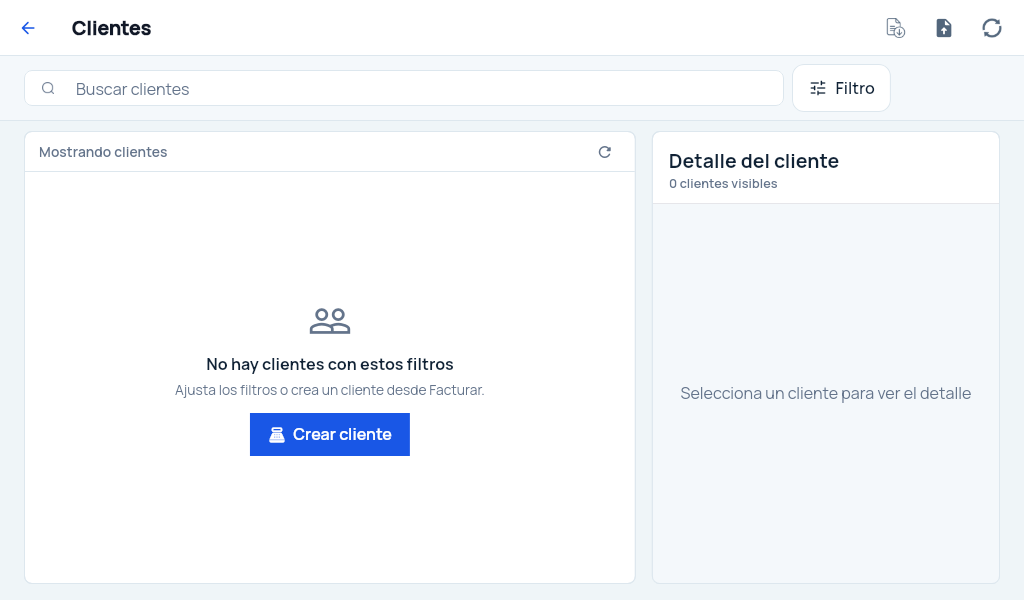 Clientes
Buscar clientes
Filtro
Mostrando clientes
No hay clientes con estos filtros
Ajusta los filtros o crea un cliente desde Facturar.
Crear cliente
Detalle del cliente
0 clientes visibles
Selecciona un cliente para ver el detalle